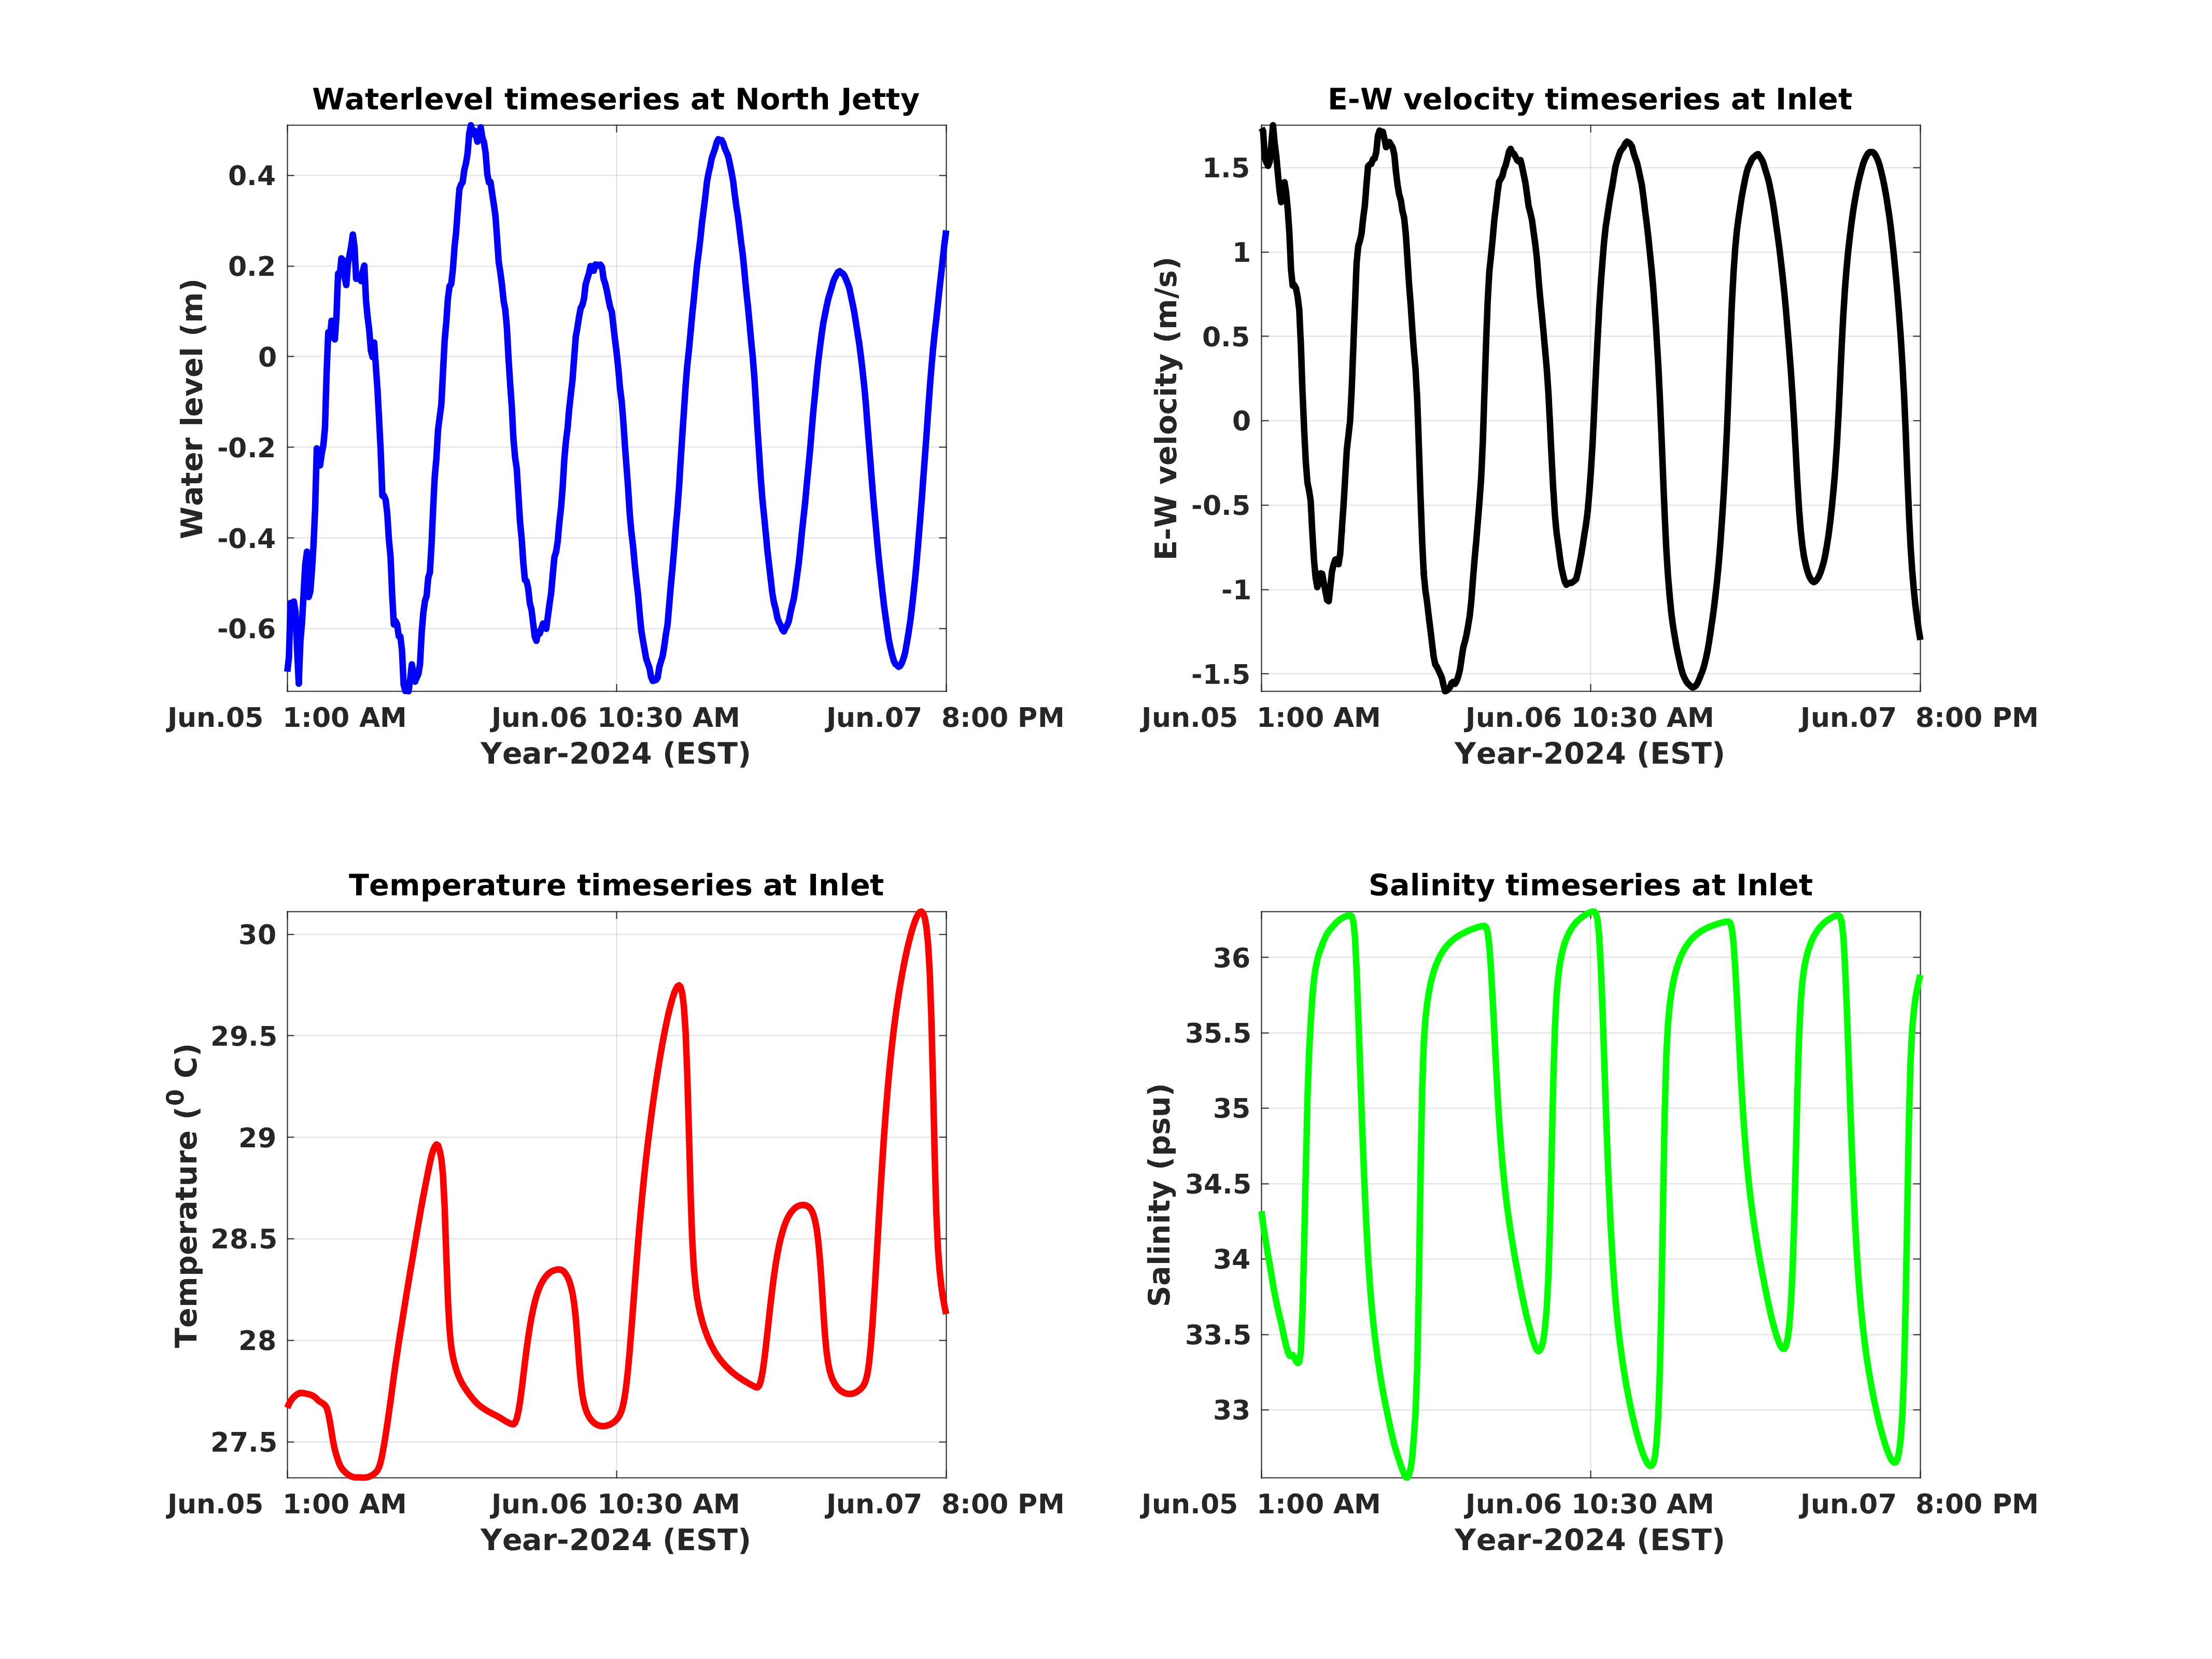 Waterlevel timeseries at North Jetty
Water level (m)
0.4
0.2
0
-0.2
-0.4
-0.6
Jun.05 1:00 AM Jun.06 10:30 AM Jun.07 8:00 PM
Year-2024 (EST)
E-W velocity timeseries at Inlet
E-W velocity (m/s)
1.5
1
0.5
0
-0.5
-1
-1.5
Jun.05 1:00 AM Jun.06 10:30 AM Jun.07 8:00 PM
Year-2024 (EST)
Temperature timeseries at Inlet
Temperature (⁰ C)
30
29.5
29
28.5
28
27.5
Jun.05 1:00 AM Jun.06 10:30 AM Jun.07 8:00 PM
Year-2024 (EST)
Salinity timeseries at Inlet
Salinity (psu)
36
35.5
35
34.5
34
33.5
33
Jun.05 1:00 AM Jun.06 10:30 AM Jun.07 8:00 PM
Year-2024 (EST)